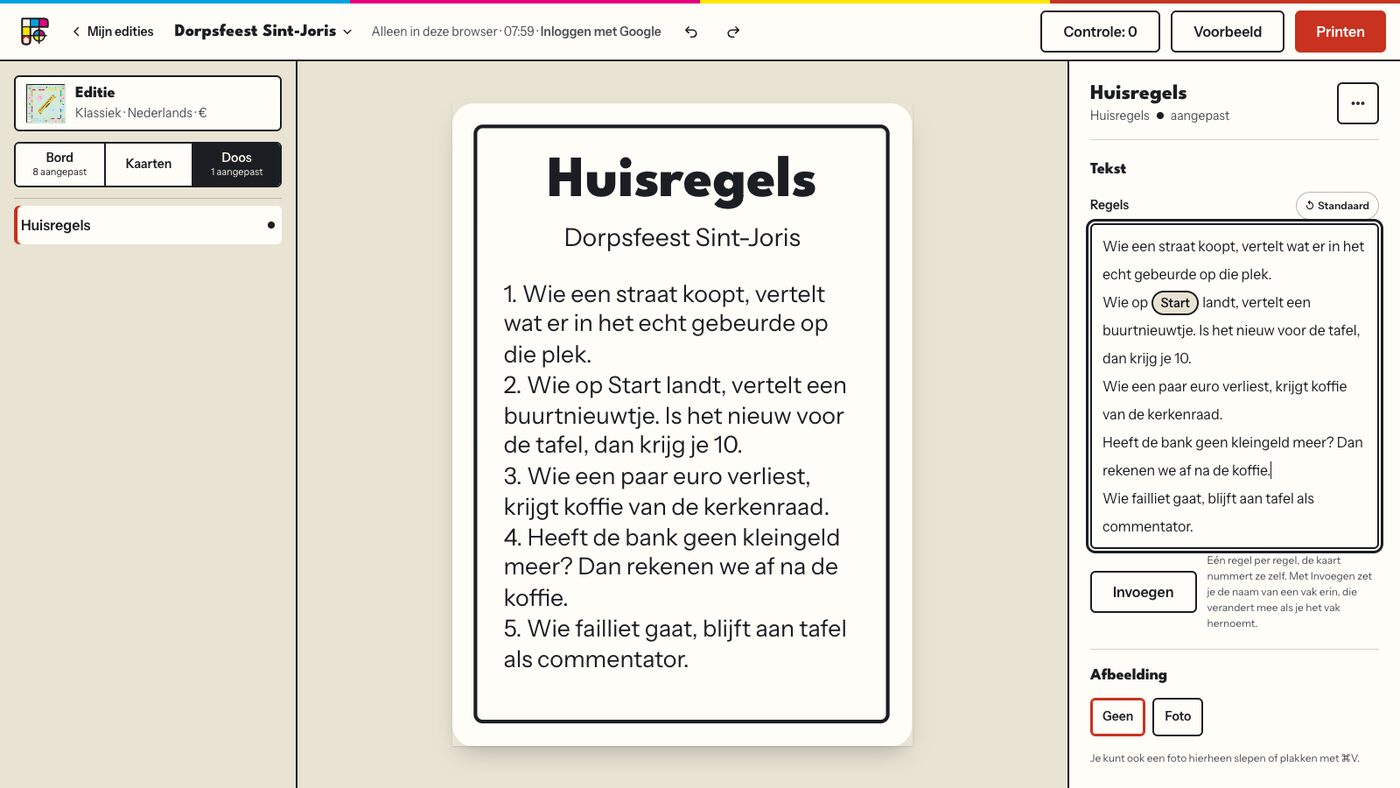 Mijn edities
Dorpsfeest Sint-Joris
Alleen in deze browser · 07:59 · Inloggen met Google
Controle: 0
Voorbeeld
Printen
Editie
Klassiek · Nederlands · €
Bord
8 aangepast
Kaarten
Doos
1 aangepast
Huisregels
Huisregels
Dorpsfeest Sint-Joris
1. Wie een straat koopt, vertelt
wat er in het echt gebeurde op
die plek.
2. Wie op Start landt, vertelt een
buurtnieuwtje. Is het nieuw voor
de tafel, dan krijg je 10.
3. Wie een paar euro verliest,
krijgt koffie van de kerkenraad.
4. Heeft de bank geen kleingeld
meer? Dan rekenen we af na de
koffie.
5. Wie failliet gaat, blijft aan tafel
als commentator.
Huisregels
Huisregels ● aangepast
Tekst
Regels
Standaard
Wie een straat koopt, vertelt wat er in het
echt gebeurde op die plek.
Wie op Start landt, vertelt een
buurtnieuwtje. Is het nieuw voor de tafel,
dan krijg je 10.
Wie een paar euro verliest, krijgt koffie
van de kerkenraad.
Heeft de bank geen kleingeld meer? Dan
rekenen we af na de koffie.
Wie failliet gaat, blijft aan tafel als
commentator.
Invoegen
Eén regel per regel, de kaart
nummert ze zelf. Met Invoegen zet
je de naam van een vak erin, die
verandert mee als je het vak
hernoemt.
Afbeelding
Geen
Foto
Je kunt ook een foto hierheen slepen of plakken met ⌘V.